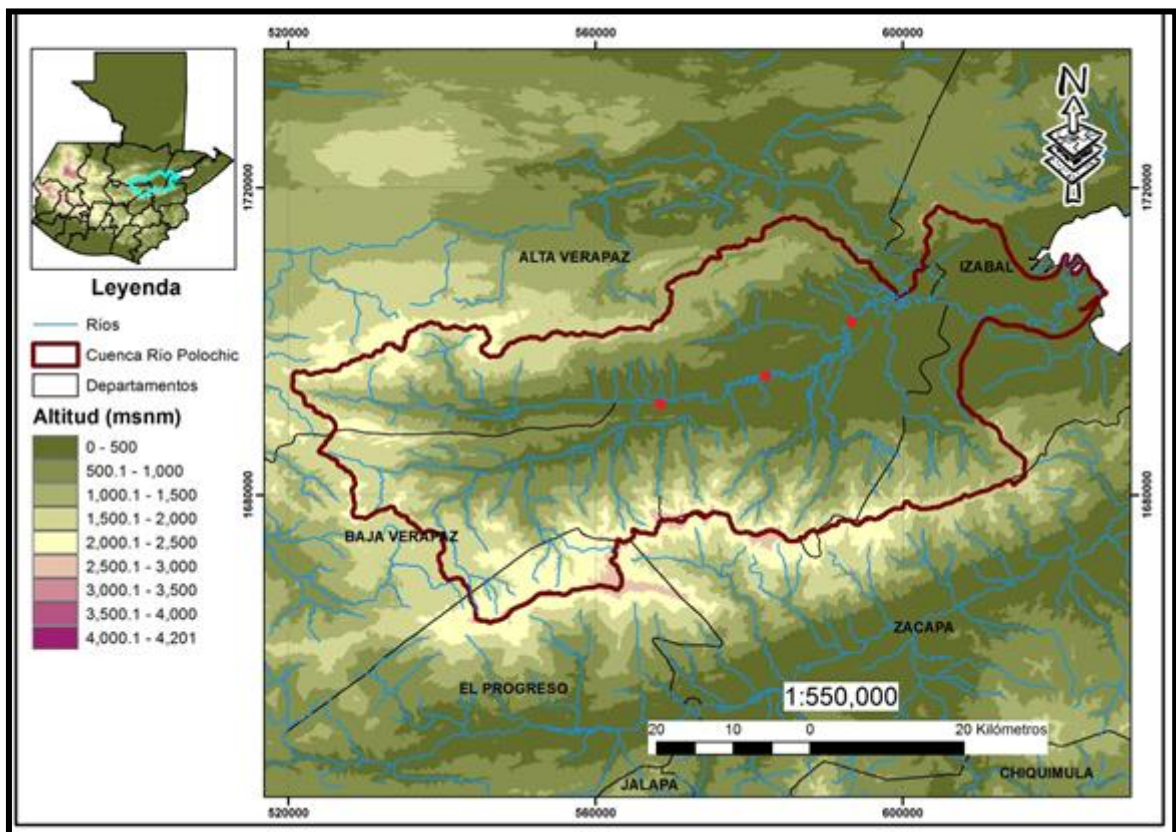 520000
560000
600000
N
1720000
1720000
ALTA VERAPAZ
IZABAL
Leyenda
Ríos
Cuenca Río Polochic
Departamentos
Altitud (msnm)
0 - 500
500.1 - 1,000
1,000.1 - 1,500
1,500.1 - 2,000
2,000.1 - 2,500
2,500.1 - 3,000
3,000.1 - 3,500
3,500.1 - 4,000
4,000.1 - 4,201
1680000
1680000
BAJA VERAPAZ
ZACAPA
EL PROGRESO
1:550,000
20 10 0 20 Kilómetros
CHIQUIMULA
JALAPA
520000
560000
600000